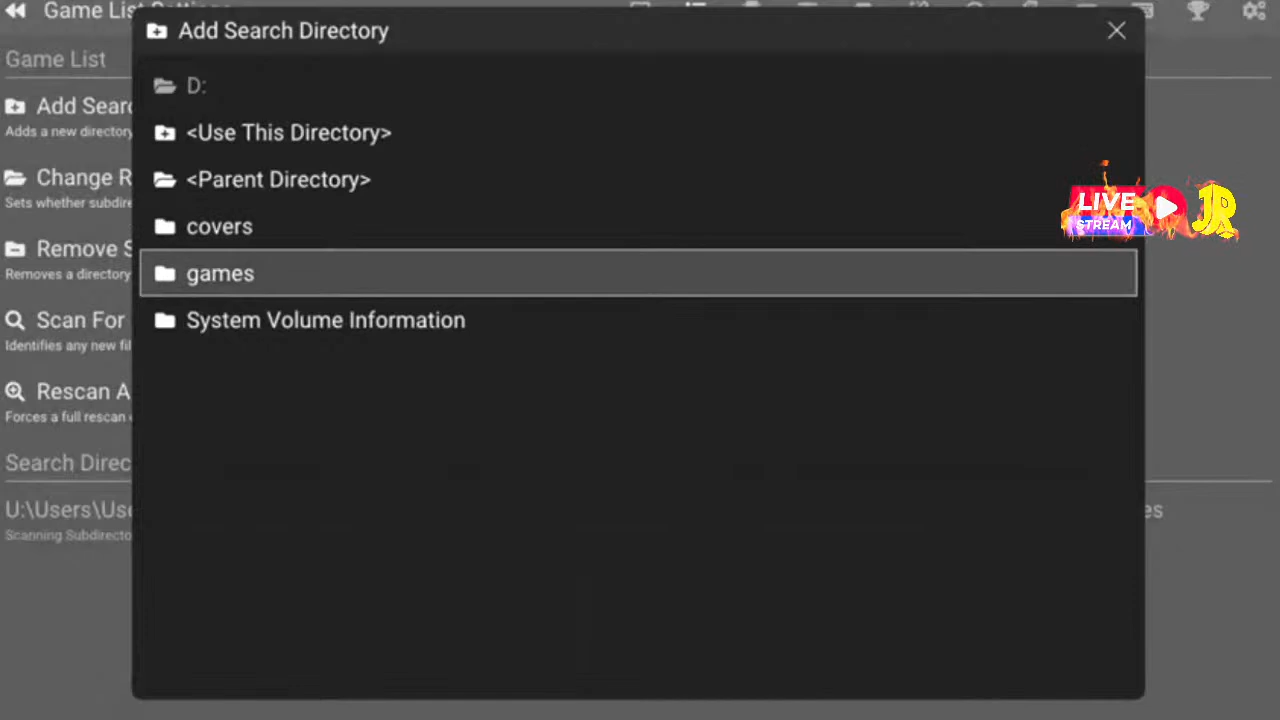 Game List Settings
Add Search Directory
Game List
D:
Add Searc
Adds a new directory
<Use This Directory>
Change R
Sets whether subdire
<Parent Directory>
LIVE
STREAM
JR
covers
Remove S
Removes a directory
games
Scan For
Identifies any new fil
System Volume Information
Rescan A
Forces a full rescan
Search Direc
U:\Users\Use
es
Scanning Subdirecto